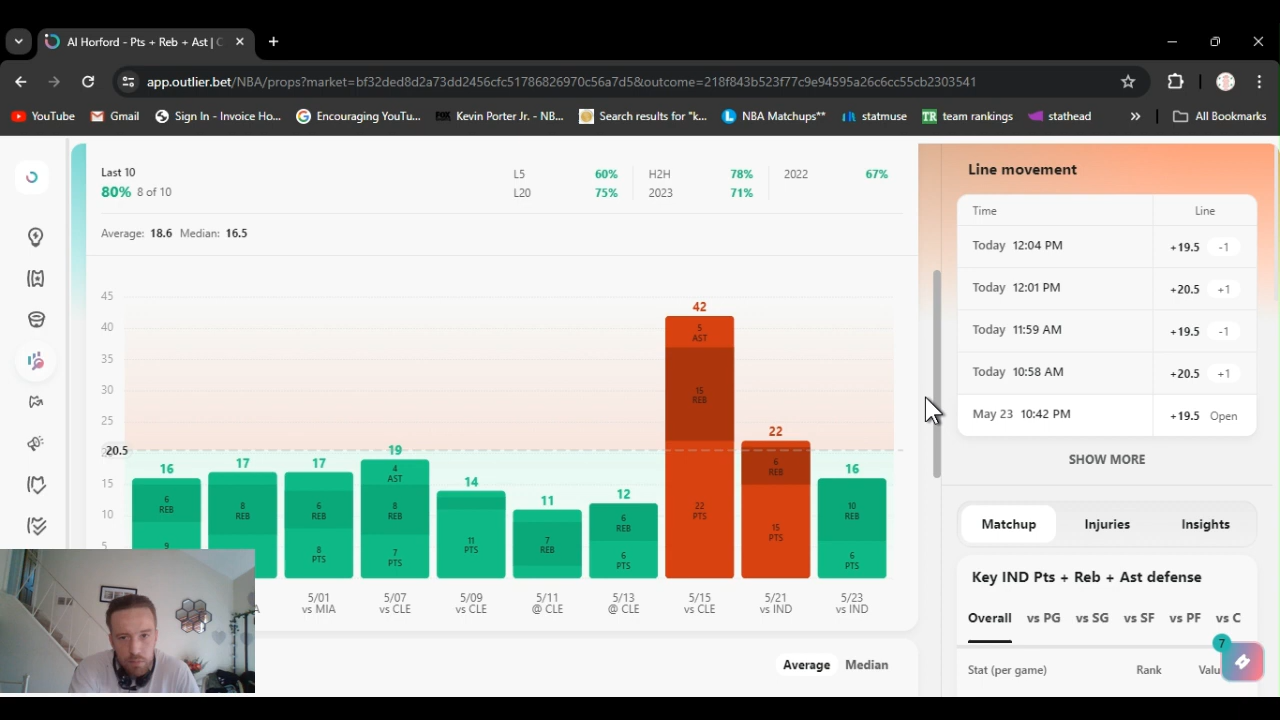 Al Horford - Pts + Reb + Ast | C
app.outlier.bet/NBA/props?market=bf32ded8d2a73dd2456cfc51786826970c56a7d5&outcome=218f843b523f77c9e94595a26c6cc55cb2303541
YouTube Gmail Sign In - Invoice Ho... Encouraging YouTu... Kevin Porter Jr. - NB... Search results for "k... NBA Matchups** statmuse team rankings stathead » All Bookmarks
Last 10
80% 8 of 10
L5 60% H2H 78% 2022 67%
L20 75% 2023 71%
Average: 18.6 Median: 16.5
45
40
35
30
25
20.5
15
10
5
16
6
REB
9
17
8
REB
17
6
REB
8
PTS
19
4
AST
8
REB
7
PTS
14
11
PTS
11
7
REB
12
6
REB
6
PTS
42
5
AST
15
REB
22
PTS
22
6
REB
15
PTS
16
10
REB
6
PTS
A
5/01
vs MIA
5/07
vs CLE
5/09
vs CLE
5/11
@ CLE
5/13
@ CLE
5/15
vs CLE
5/21
vs IND
5/23
vs IND
Average Median
Line movement
Time Line
Today 12:04 PM +19.5 -1
Today 12:01 PM +20.5 +1
Today 11:59 AM +19.5 -1
Today 10:58 AM +20.5 +1
May 23 10:42 PM +19.5 Open
SHOW MORE
Matchup Injuries Insights
Key IND Pts + Reb + Ast defense
Overall vs PG vs SG vs SF vs PF vs C
7
Stat (per game) Rank Valu